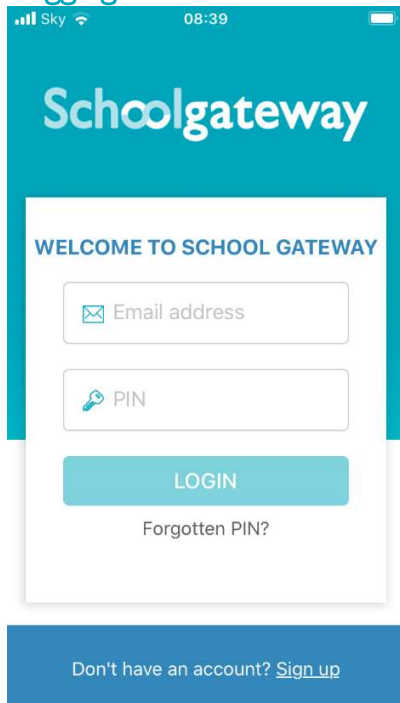 Sky 08:39
Schoolgateway
WELCOME TO SCHOOL GATEWAY
Email address
PIN
LOGIN
Forgotten PIN?
Don't have an account? Sign up